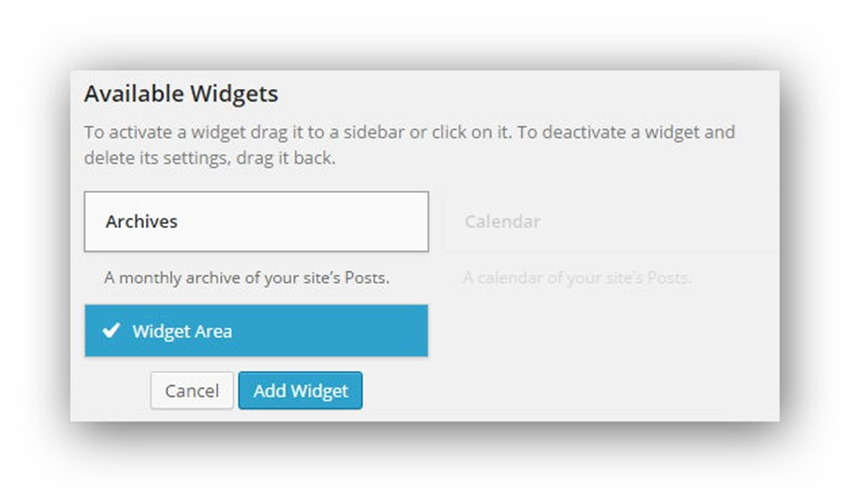 Available Widgets
To activate a widget drag it to a sidebar or click on it. To deactivate a widget and
delete its settings, drag it back.
Archives
Calendar
A monthly archive of your site's Posts.
A calendar of your site's Posts.
Widget Area
Cancel
Add Widget